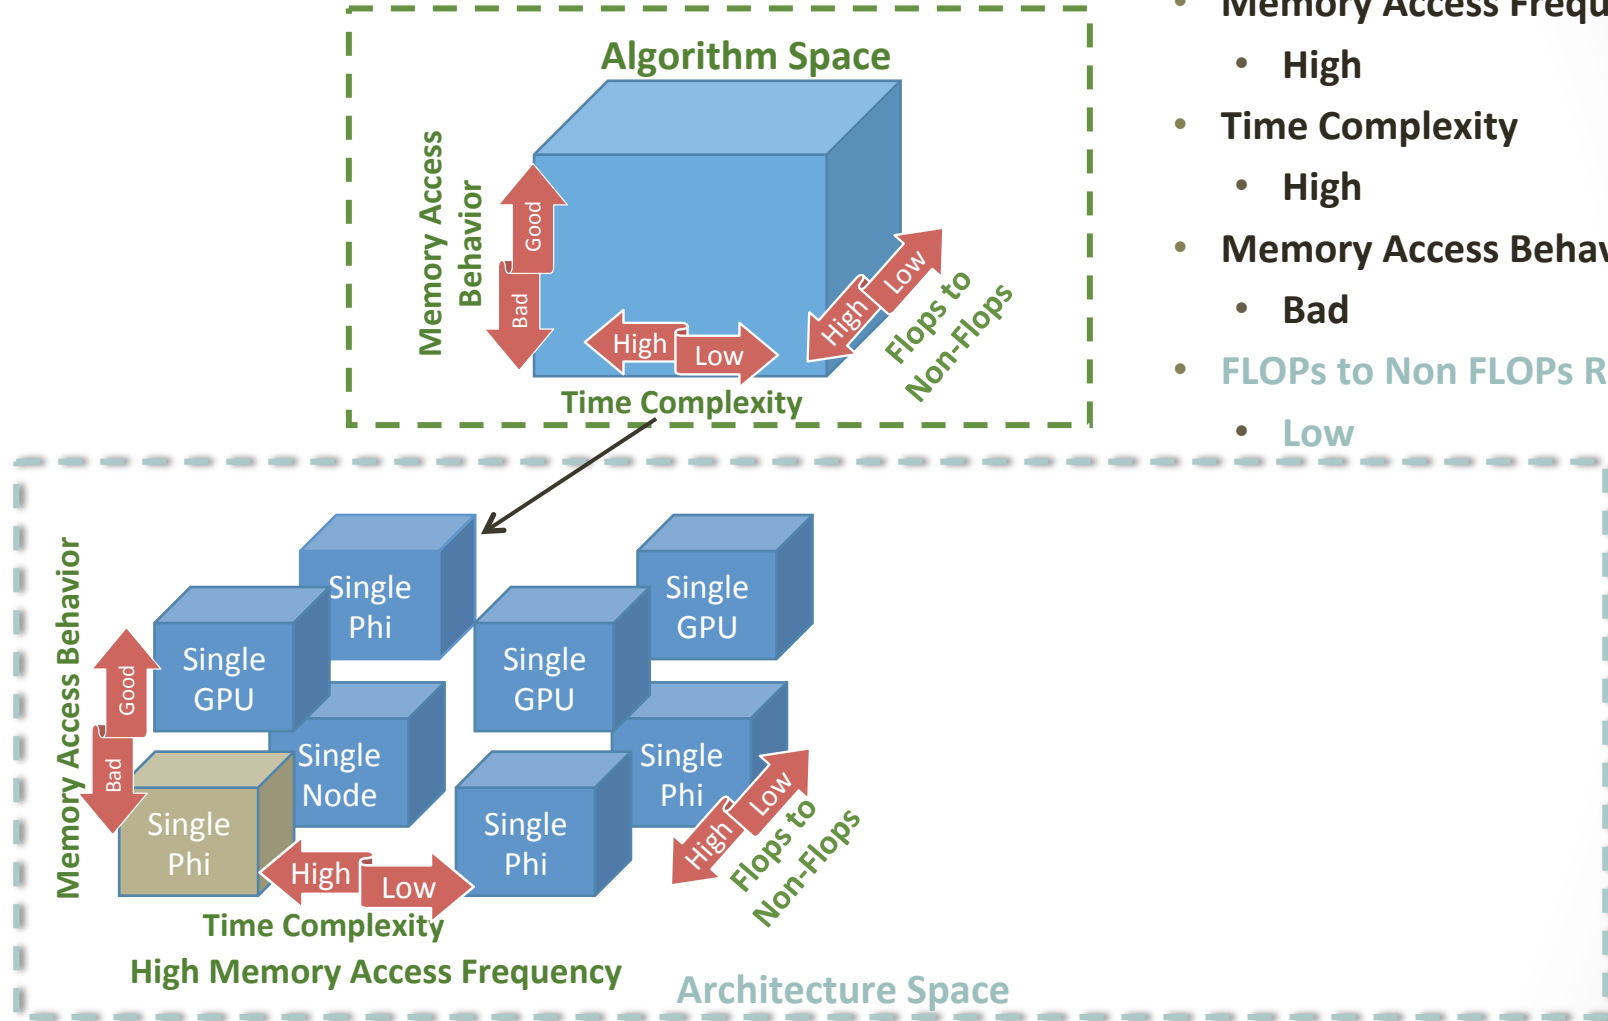 Algorithm Space
Memory Access
Behavior
Good
Bad
High
Low
Time Complexity
High
Low
Flops to
Non-Flops
Memory Access
• High
• Time Complexity
• High
• Memory Access
• Bad
• FLOPs to Non FLOPs
• Low
Memory Access Behavior
Good
Bad
Single
Phi
Single
GPU
Single
GPU
Single
GPU
Single
Node
Single
Phi
Single
Phi
Single
Phi
High
Low
Time Complexity
High
Low
Flops to
Non-Flops
High Memory Access Frequency
Architecture Space